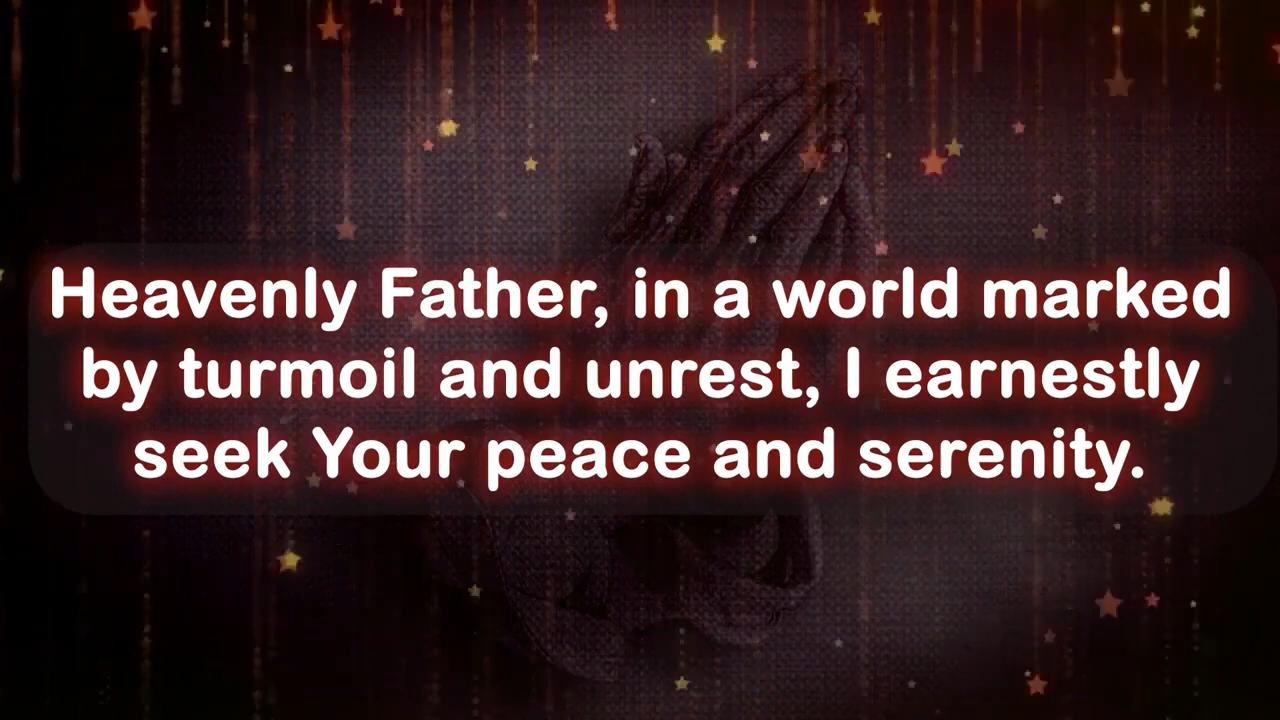 Heavenly Father, in a world marked
by turmoil and unrest, I earnestly
seek Your peace and serenity.